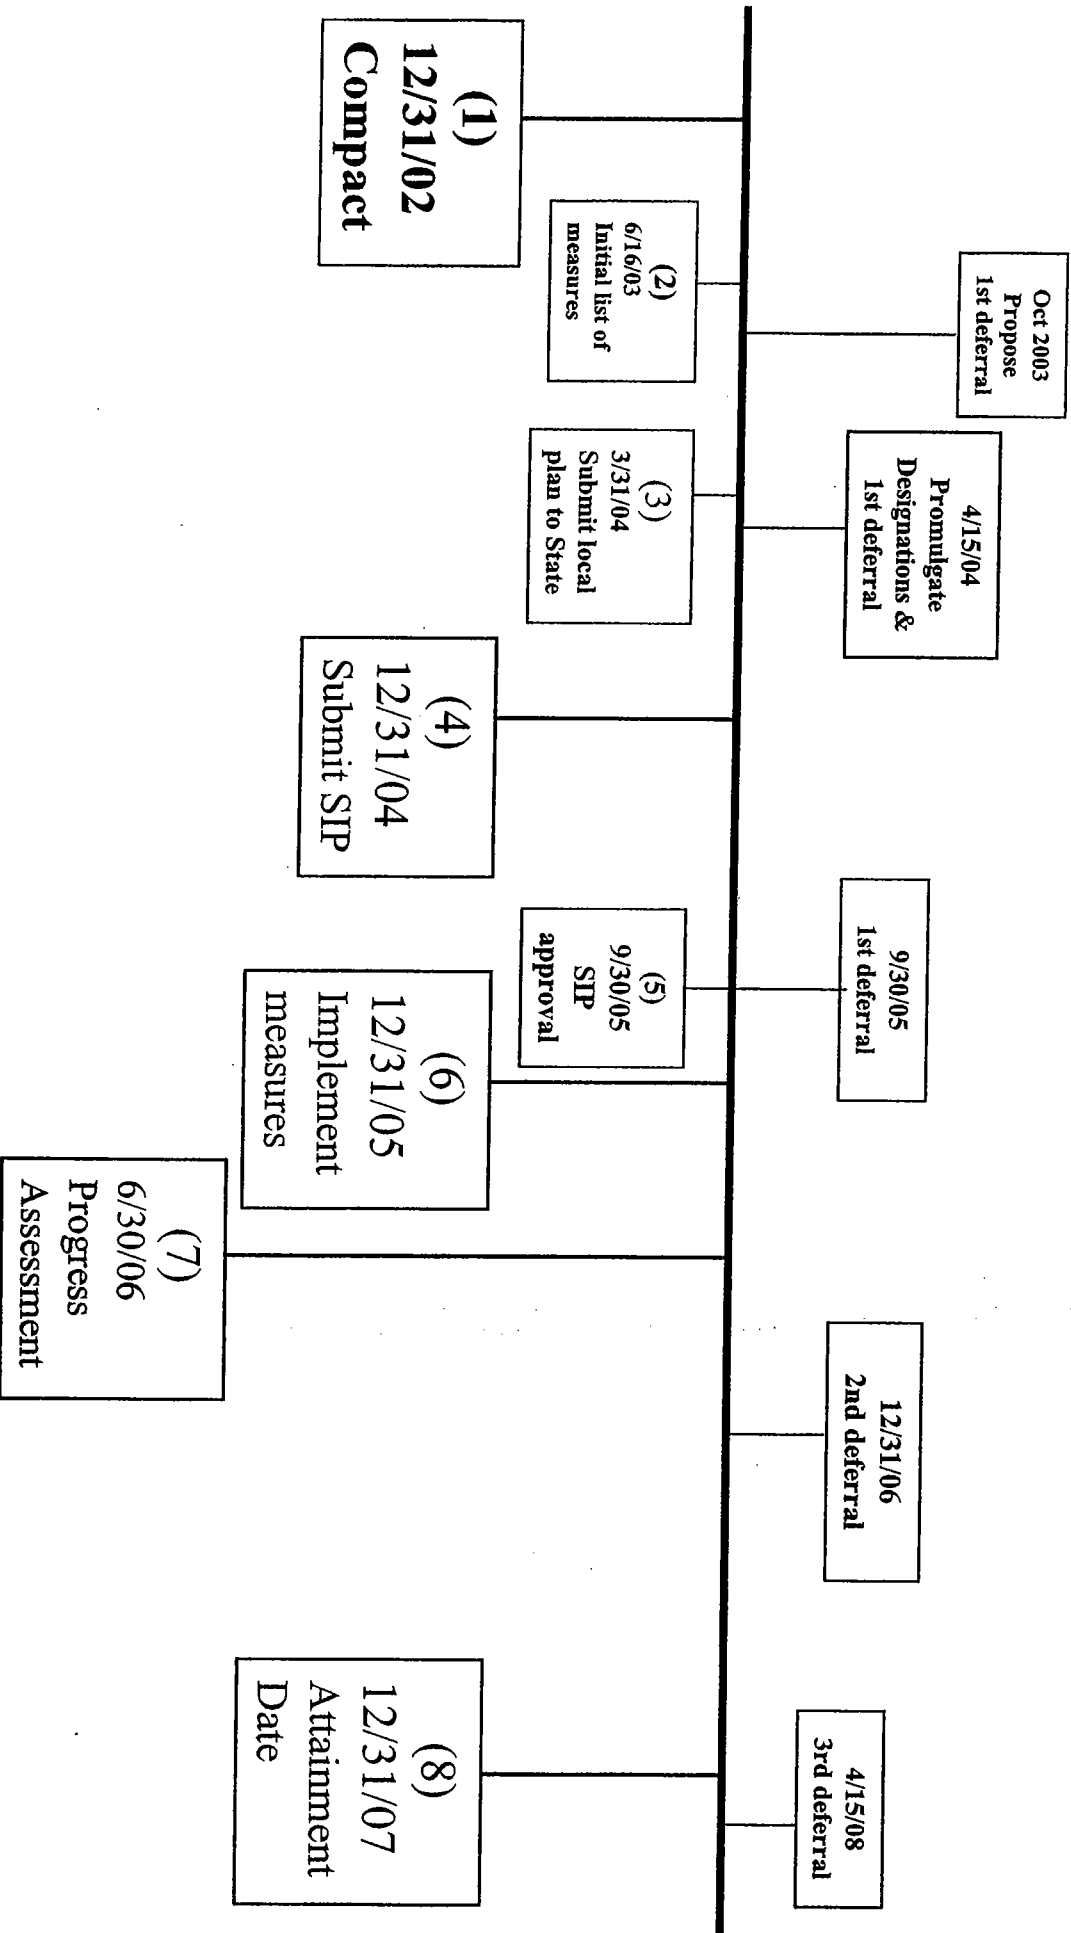 Oct 2003
Propose
1st deferral
4/15/04
Promulgate
Designations &
1st deferral
9/30/05
1st deferral
12/31/06
2nd deferral
4/15/08
3rd deferral
(1)
12/31/02
Compact
(2)
6/16/03
Initial list of
measures
(3)
3/31/04
Submit local
plan to State
(4)
12/31/04
Submit SIP
(5)
9/30/05
SIP
approval
(6)
12/31/05
Implement
measures
(7)
6/30/06
Progress
Assessment
(8)
12/31/07
Attainment
Date